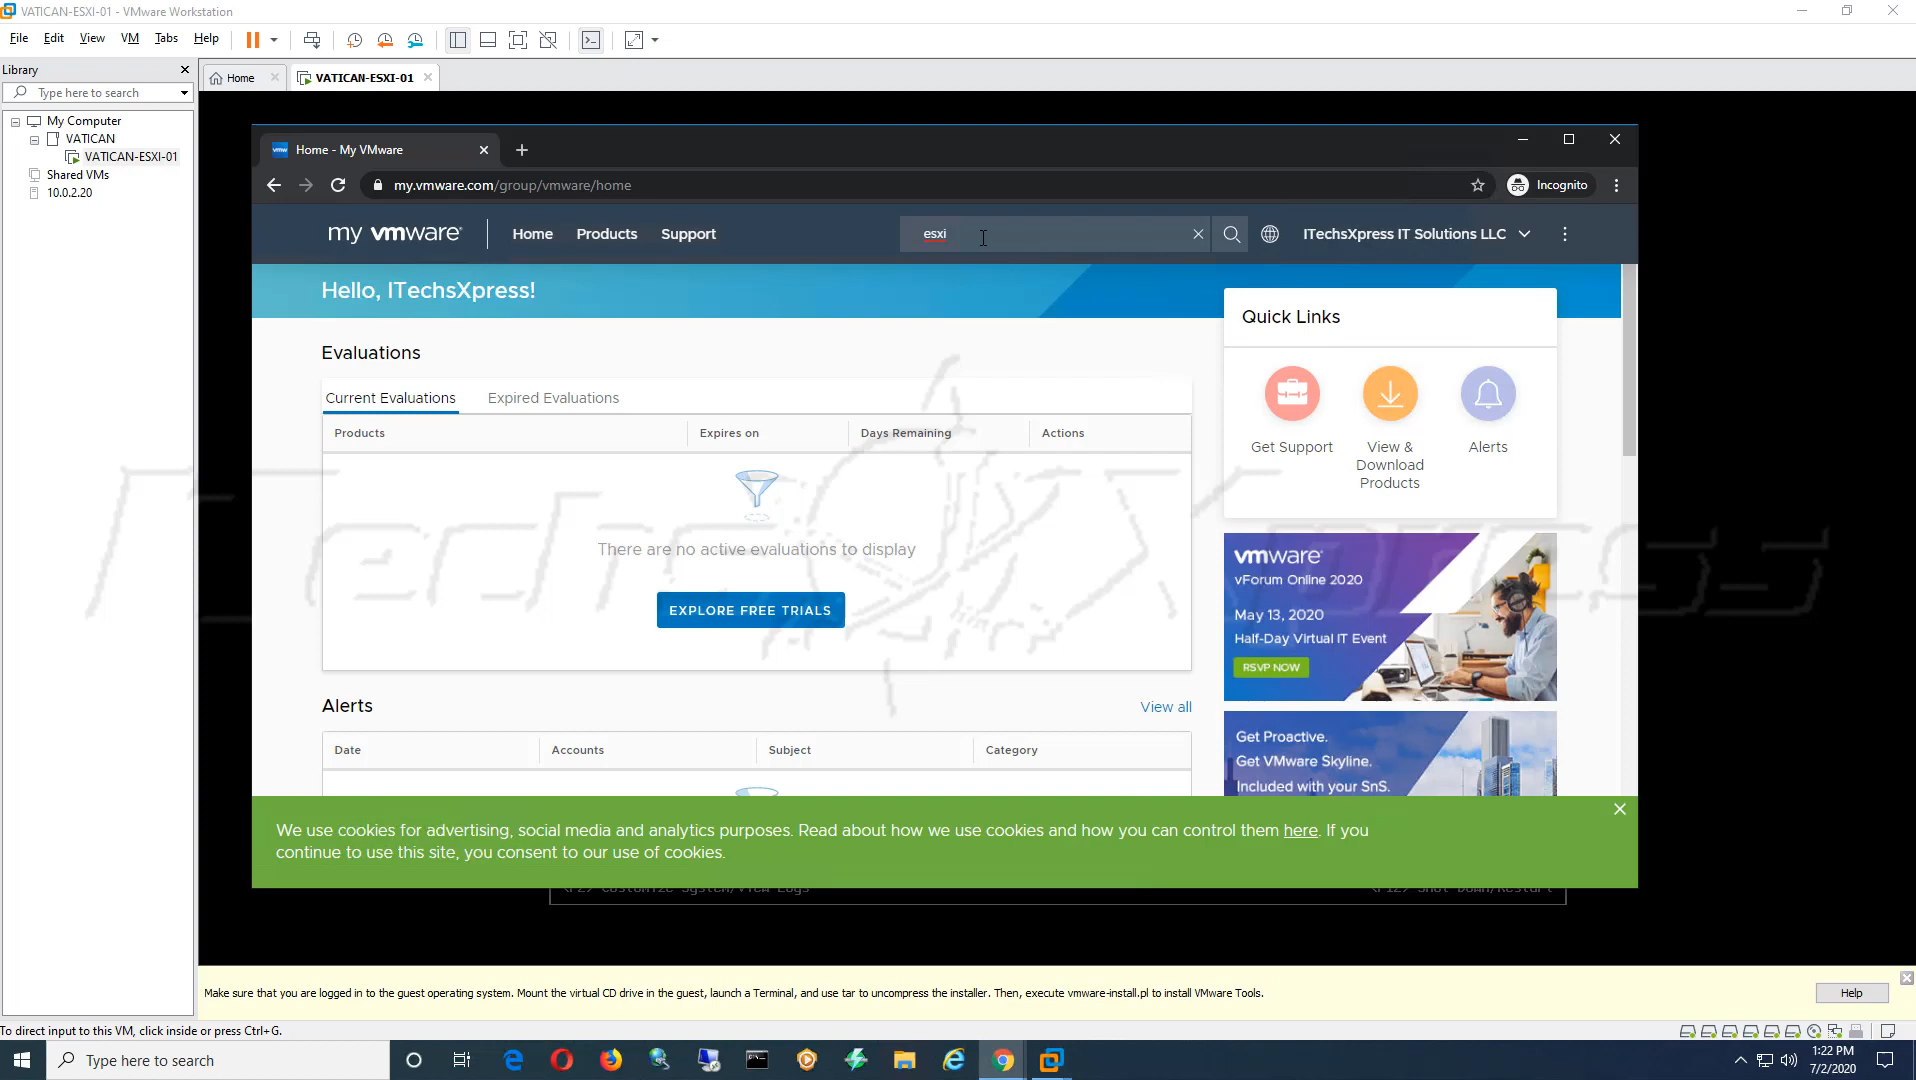 VATICAN-ESXI-01 - VMware Workstation
File Edit View VM Tabs Help
Library
Type here to search
My Computer
VATICAN
VATICAN-ESXI-01
Shared VMs
10.0.2.20
Home
VATICAN-ESXI-01
Home - My VMware
my.vmware.com/group/vmware/home
Incognito
my vmware
Home Products Support
esxi
ITechsXpress IT Solutions LLC
Hello, ITechsXpress!
Evaluations
Current Evaluations Expired Evaluations
Products Expires on Days Remaining Actions
There are no active evaluations to display
EXPLORE FREE TRIALS
Alerts
View all
Date Accounts Subject Category
Quick Links
Get Support
View & Download Products
Alerts
vmware
vForum Online 2020
May 13, 2020
Half-Day Virtual IT Event
RSVP NOW
Get Proactive.
Get VMware Skyline.
Included with your SnS.
We use cookies for advertising, social media and analytics purposes. Read about how we use cookies and how you can control them here. If you
continue to use this site, you consent to our use of cookies.
<F2> Customize System/View Logs
<F12> Shut Down/Restart
ITechsXpress
Make sure that you are logged in to the guest operating system. Mount the virtual CD drive in the guest, launch a Terminal, and use tar to uncompress the installer. Then, execute vmware-install.pl to install VMware Tools.
Help
To direct input to this VM, click inside or press Ctrl+G.
Type here to search
1:22 PM
7/2/2020